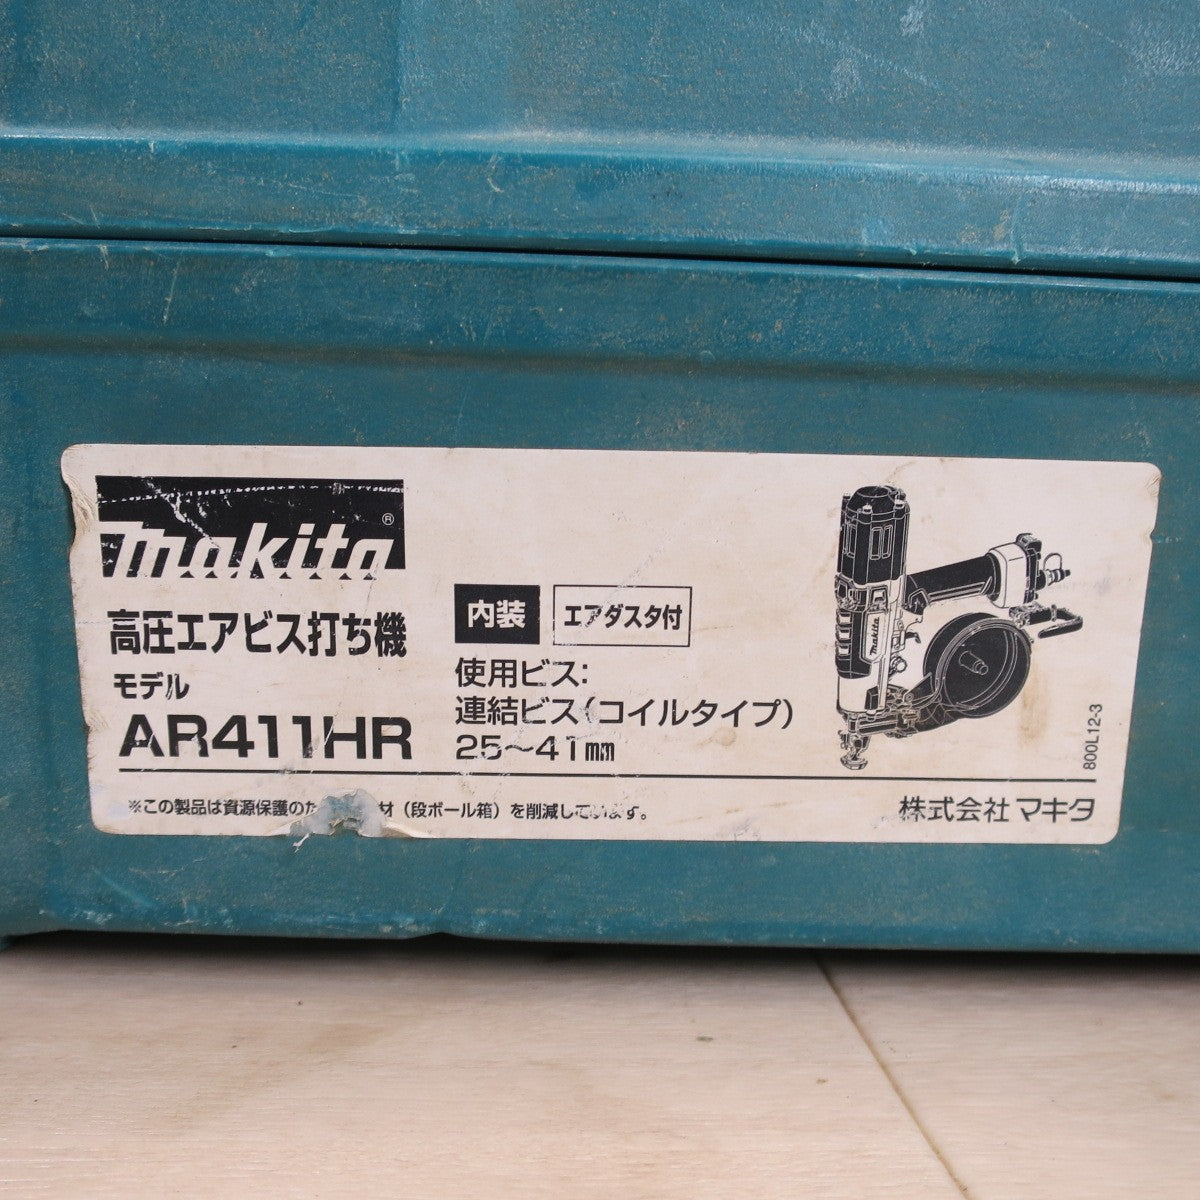 makita®
高圧エアビス打ち機
モデル
AR411HR
内装 エアダスタ付
使用ビス:
連結ビス(コイルタイプ)
25~41mm
makita
800L12-3
※この製品は資源保護のた 材(段ボール箱)を削減しています。
株式会社 マキタ